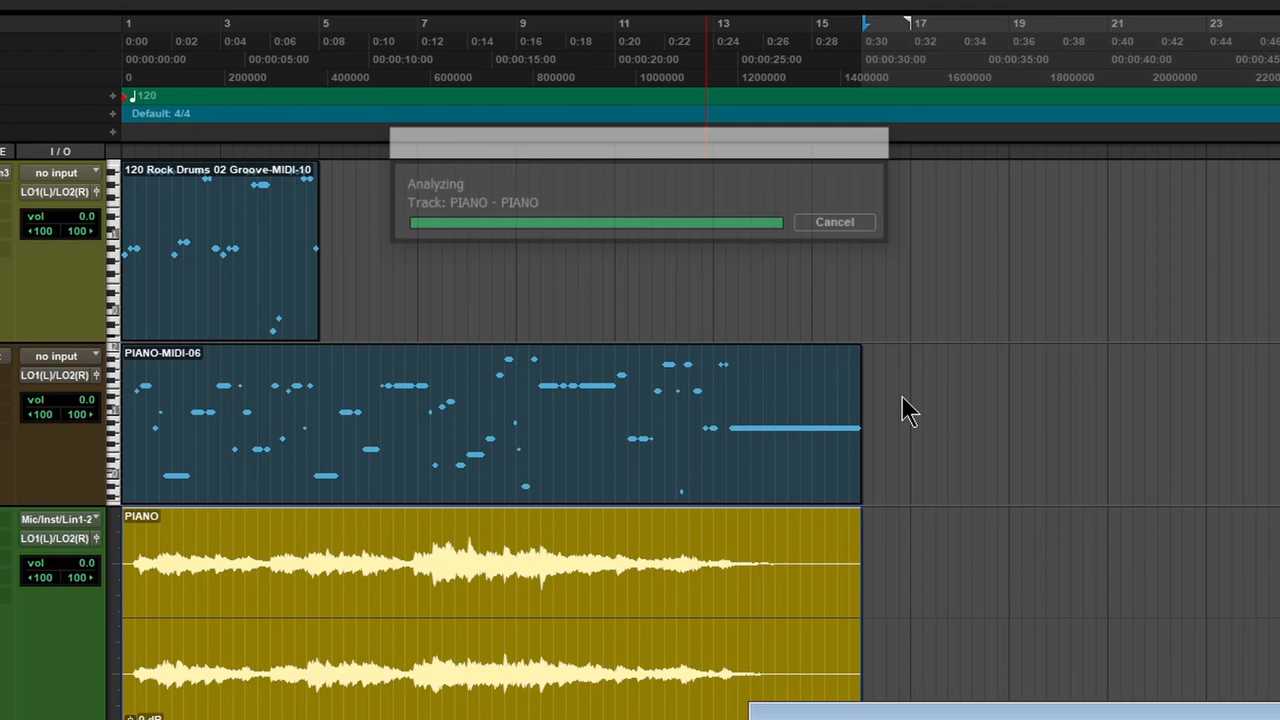 1 3 5 7 9 11 13 15 17 19 21 23
0:00 0:02 0:04 0:06 0:08 0:10 0:12 0:14 0:16 0:18 0:20 0:22 0:24 0:26 0:28 0:30 0:32 0:34 0:36 0:38 0:40 0:42 0:44
00:00:00:00 00:00:05:00 00:00:10:00 00:00:15:00 00:00:20:00 00:00:25:00 00:00:30:00 00:00:35:00 00:00:40:00
0 200000 400000 600000 800000 1000000 1200000 1400000 1600000 1800000 2000000
120
Default: 4/4
I / O
no input
120 Rock Drums 02 Groove-MIDI-10
LO1(L)/LO2(R)
vol 0.0
100 100
Analyzing
Track: PIANO - PIANO
Cancel
no input
PIANO-MIDI-06
LO1(L)/LO2(R)
vol 0.0
100 100
Mic/Inst/Lin1-2
PIANO
LO1(L)/LO2(R)
vol 0.0
100 100
0 dB